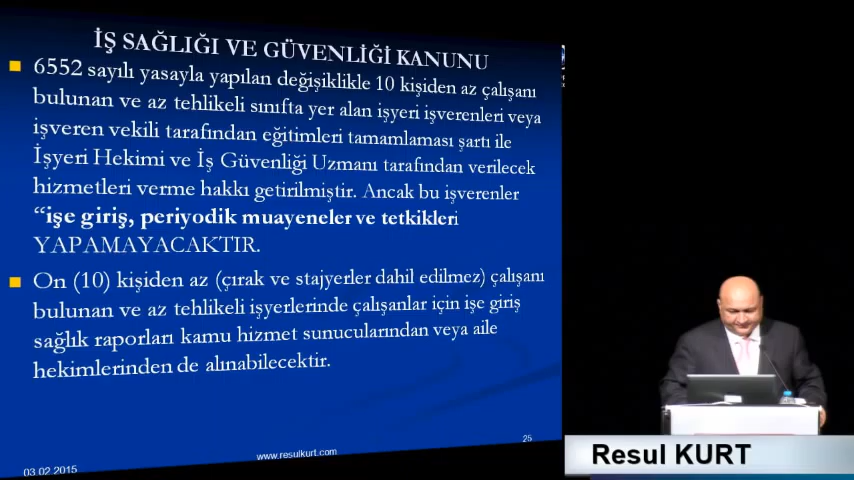 İŞ SAĞLIĞI VE GÜVENLİĞİ KANUNU
6552 sayılı yasayla yapılan değişiklikle 10 kişiden az çalışanı
bulunan ve az tehlikeli sınıfta yer alan işyeri işverenleri veya
işveren vekili tarafından eğitimleri tamamlaması şartı ile
İşyeri Hekimi ve İş Güvenliği Uzmanı tarafından verilecek
hizmetleri verme hakkı getirilmiştir. Ancak bu işverenler
“işe giriş, periyodik muayeneler ve tetkikleri
YAPAMAYACAKTIR.
On (10) kişiden az (çırak ve stajyerler dahil edilmez) çalışanı
bulunan ve az tehlikeli işyerlerinde çalışanlar için işe giriş
sağlık raporları kamu hizmet sunucularından veya aile
hekimlerinden de alınabilecektir.
03.02.2015
www.resulkurt.com
25
Resul KURT